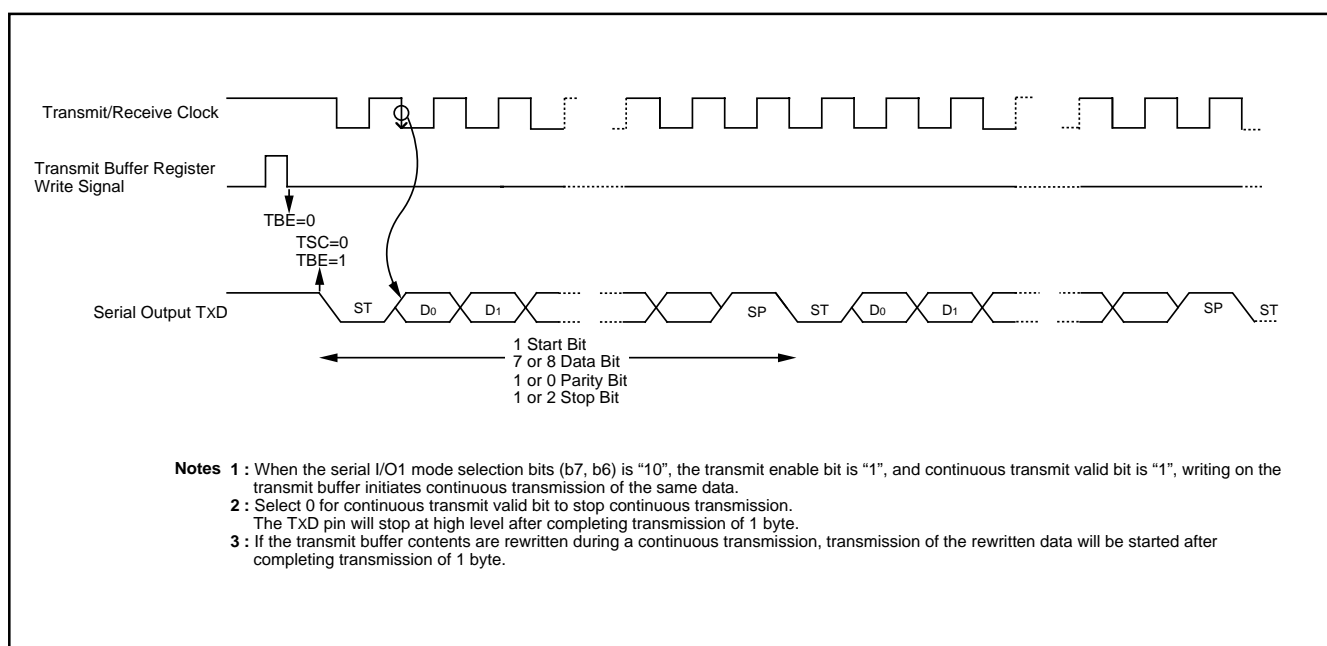 Transmit/Receive Clock
Transmit Buffer Register
Write Signal
TBE=0
TSC=0
TBE=1
Serial Output TXD
ST
D0
D1
SP
ST
D0
D1
SP
ST
1 Start Bit
7 or 8 Data Bit
1 or 0 Parity Bit
1 or 2 Stop Bit
Notes 1 : When the serial I/O1 mode selection bits (b7, b6) is “10”, the transmit enable bit is “1”, and continuous transmit valid bit is “1”, writing on the
transmit buffer initiates continuous transmission of the same data.
2 : Select 0 for continuous transmit valid bit to stop continuous transmission.
The TXD pin will stop at high level after completing transmission of 1 byte.
3 : If the transmit buffer contents are rewritten during a continuous transmission, transmission of the rewritten data will be started after
completing transmission of 1 byte.